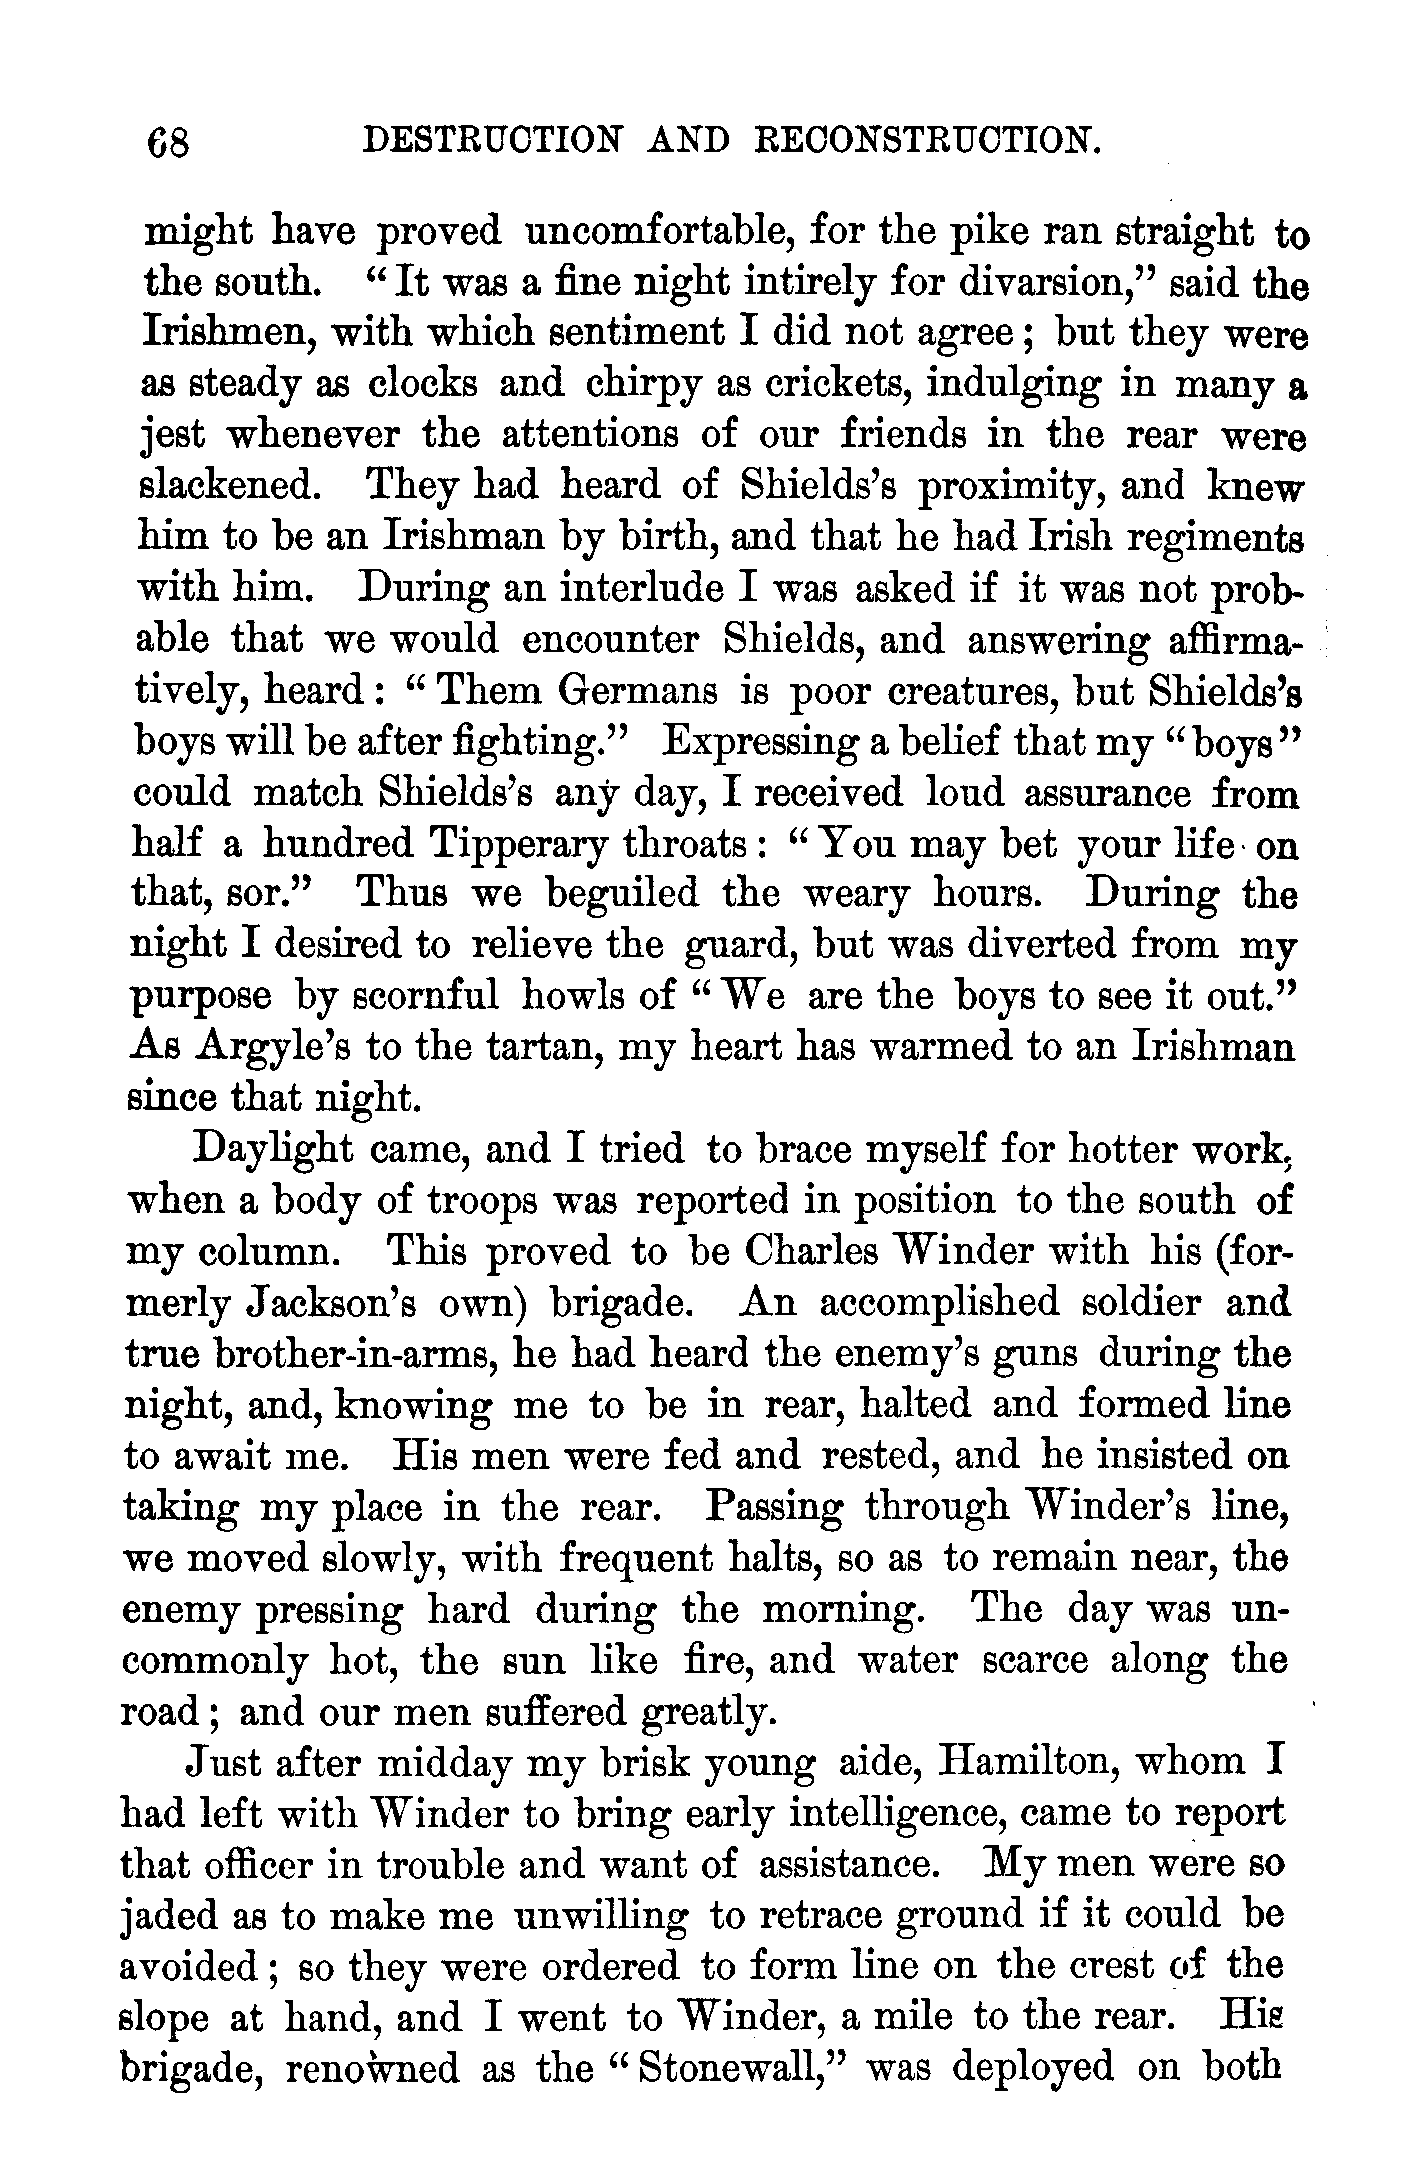 68 DESTRUCTION AND RECONSTRUCTION.
might have proved uncomfortable, for the pike ran straight to
the south. “It was a fine night intirely for divarsion,” said the
Irishmen, with which sentiment I did not agree; but they were
as steady as clocks and chirpy as crickets, indulging in many a
jest whenever the attentions of our friends in the rear were
slackened. They had heard of Shields’s proximity, and knew
him to be an Irishman by birth, and that he had Irish regiments
with him. During an interlude I was asked if it was not prob-
able that we would encounter Shields, and answering affirma-
tively, heard: “Them Germans is poor creatures, but Shields’s
boys will be after fighting.” Expressing a belief that my “boys”
could match Shields’s any day, I received loud assurance from
half a hundred Tipperary throats: “You may bet your life on
that, sor.” Thus we beguiled the weary hours. During the
night I desired to relieve the guard, but was diverted from my
purpose by scornful howls of “We are the boys to see it out.”
As Argyle’s to the tartan, my heart has warmed to an Irishman
since that night.
Daylight came, and I tried to brace myself for hotter work,
when a body of troops was reported in position to the south of
my column. This proved to be Charles Winder with his (for-
merly Jackson’s own) brigade. An accomplished soldier and
true brother-in-arms, he had heard the enemy’s guns during the
night, and, knowing me to be in rear, halted and formed line
to await me. His men were fed and rested, and he insisted on
taking my place in the rear. Passing through Winder’s line,
we moved slowly, with frequent halts, so as to remain near, the
enemy pressing hard during the morning. The day was un-
commonly hot, the sun like fire, and water scarce along the
road; and our men suffered greatly.
Just after midday my brisk young aide, Hamilton, whom I
had left with Winder to bring early intelligence, came to report
that officer in trouble and want of assistance. My men were so
jaded as to make me unwilling to retrace ground if it could be
avoided; so they were ordered to form line on the crest of the
slope at hand, and I went to Winder, a mile to the rear. His
brigade, renowned as the “Stonewall,” was deployed on both